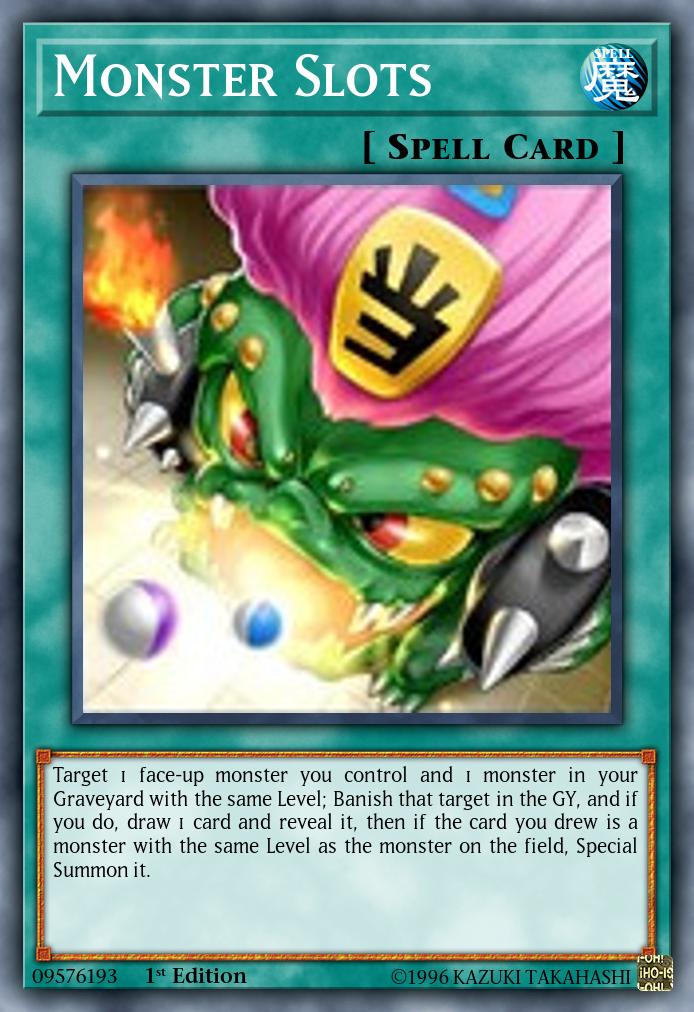 Monster Slots
SPELL
魔
[ Spell Card ]
Target 1 face-up monster you control and 1 monster in your
Graveyard with the same Level; Banish that target in the GY, and if
you do, draw 1 card and reveal it, then if the card you drew is a
monster with the same Level as the monster on the field, Special
Summon it.
09576193
1st Edition
©1996 KAZUKI TAKAHASHI